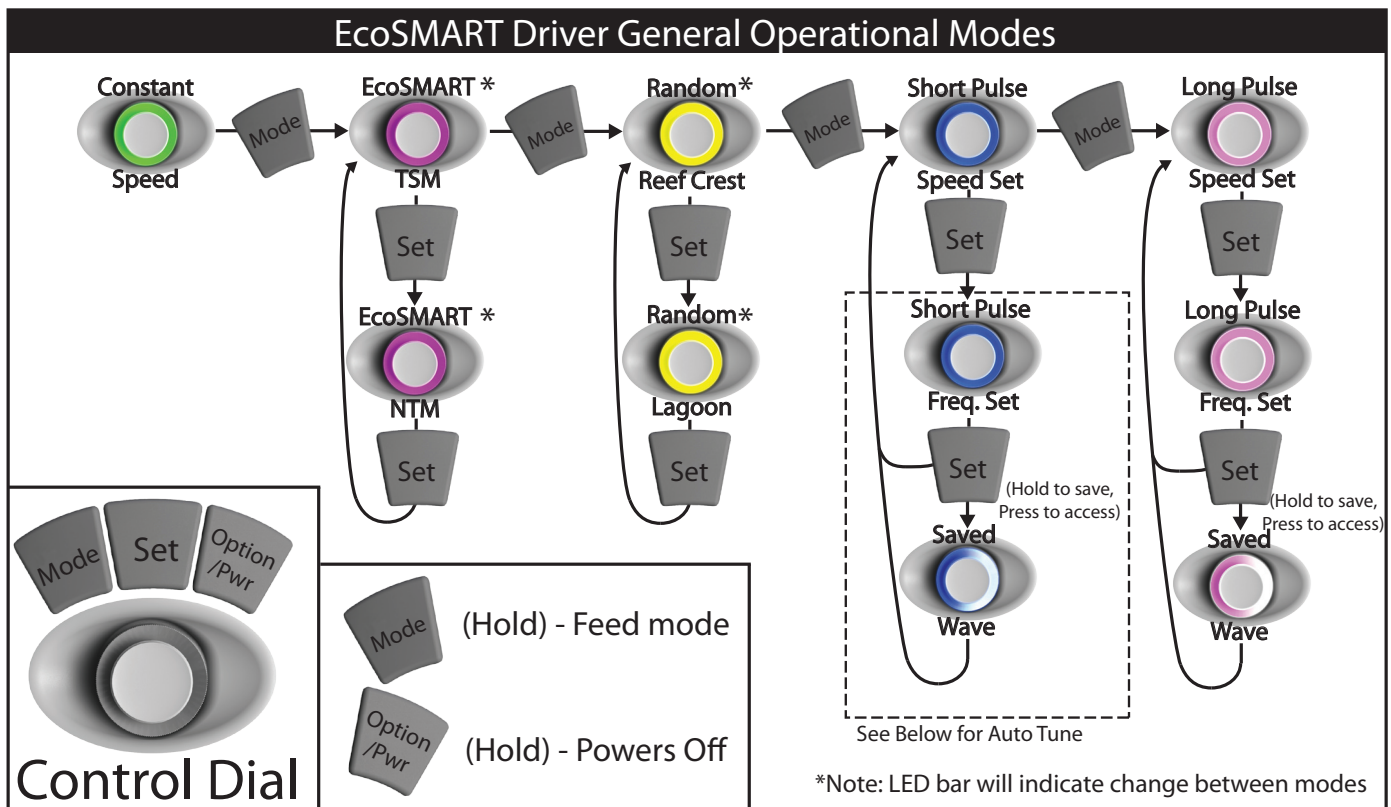 EcoSMART Driver General Operational Modes
Constant
Speed
Mode
EcoSMART *
TSM
Mode
Random*
Reef Crest
Mode
Short Pulse
Speed Set
Mode
Long Pulse
Speed Set
Set
Set
Set
Set
EcoSMART *
NTM
Random*
Lagoon
Short Pulse
Freq. Set
Long Pulse
Freq. Set
Set
Set
Set
(Hold to save,
Press to access)
Set
(Hold to save,
Press to access)
Saved
Wave
Saved
Wave
See Below for Auto Tune
*Note: LED bar will indicate change between modes
Mode
Set
Option
/Pwr
Control Dial
Mode
(Hold) - Feed mode
Option
/Pwr
(Hold) - Powers Off